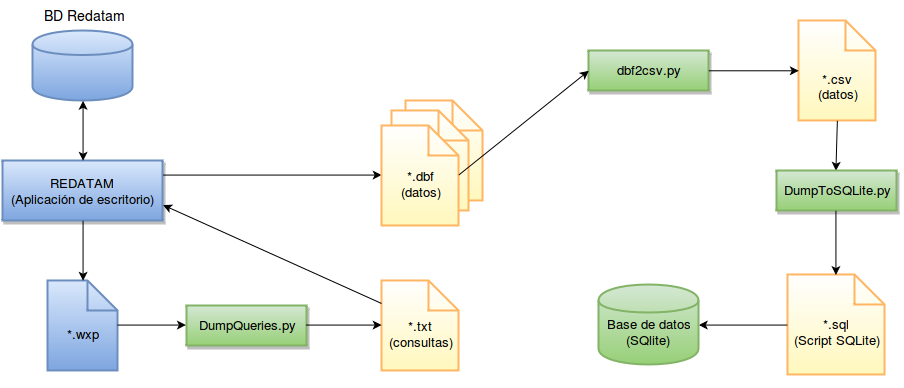 BD Redatam
REDATAM
(Aplicación de escritorio)
*.wxp
DumpQueries.py
*.txt
(consultas)
*.dbf
(datos)
dbf2csv.py
*.csv
(datos)
DumpToSQLite.py
*.sql
(Script SQLite)
Base de datos
(SQlite)